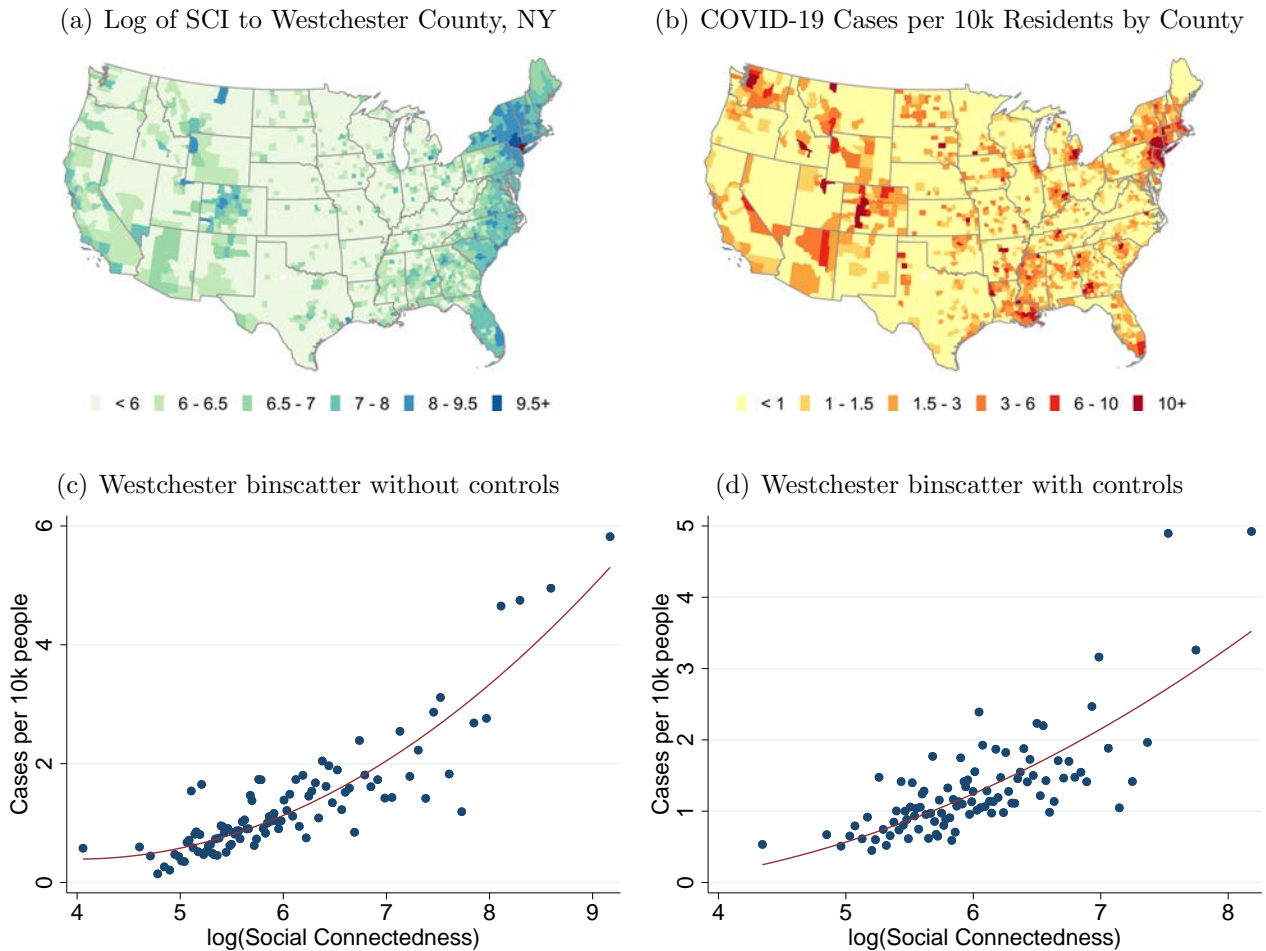 (a) Log of SCI to Westchester County, NY
(b) COVID-19 Cases per 10k Residents by County
< 6 6 - 6.5 6.5 - 7 7 - 8 8 - 9.5 9.5+
< 1 1 - 1.5 1.5 - 3 3 - 6 6 - 10 10+
(c) Westchester binscatter without controls
Cases per 10k people
6
4
2
0
4 5 6 7 8 9
log(Social Connectedness)
(d) Westchester binscatter with controls
Cases per 10k people
5
4
3
2
1
0
4 5 6 7 8
log(Social Connectedness)